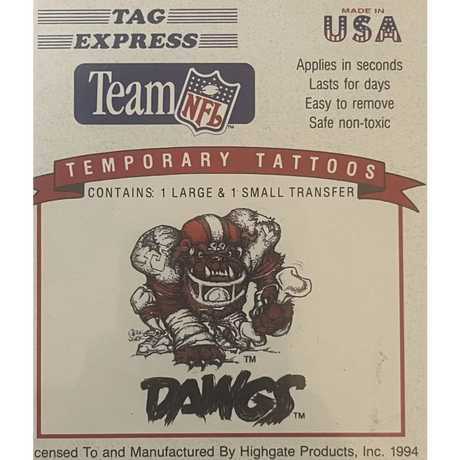 TAG
EXPRESS
MADE IN
USA
Team NFL
TM
Applies in seconds
Lasts for days
Easy to remove
Safe non-toxic
TEMPORARY TATTOOS
CONTAINS: 1 LARGE & 1 SMALL TRANSFER
TM
DAWGS
TM
censed To and Manufactured By Highgate Products, Inc. 1994